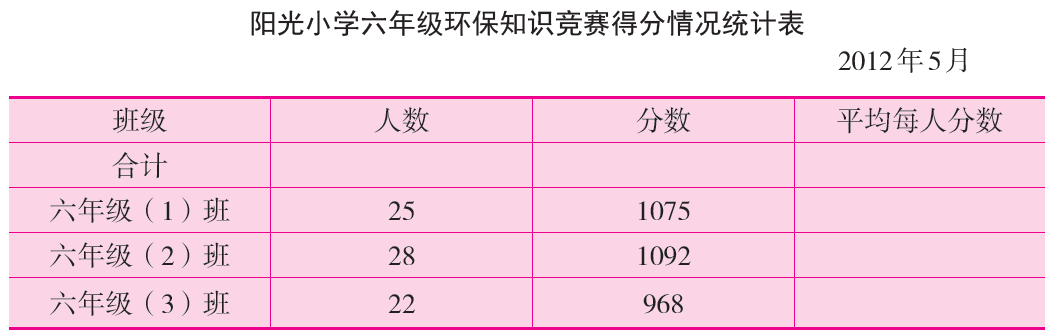 阳光小学六年级环保知识竞赛得分情况统计表
2012年5月
班级 人数 分数 平均每人分数
合计
六年级（1）班 25 1075
六年级（2）班 28 1092
六年级（3）班 22 968